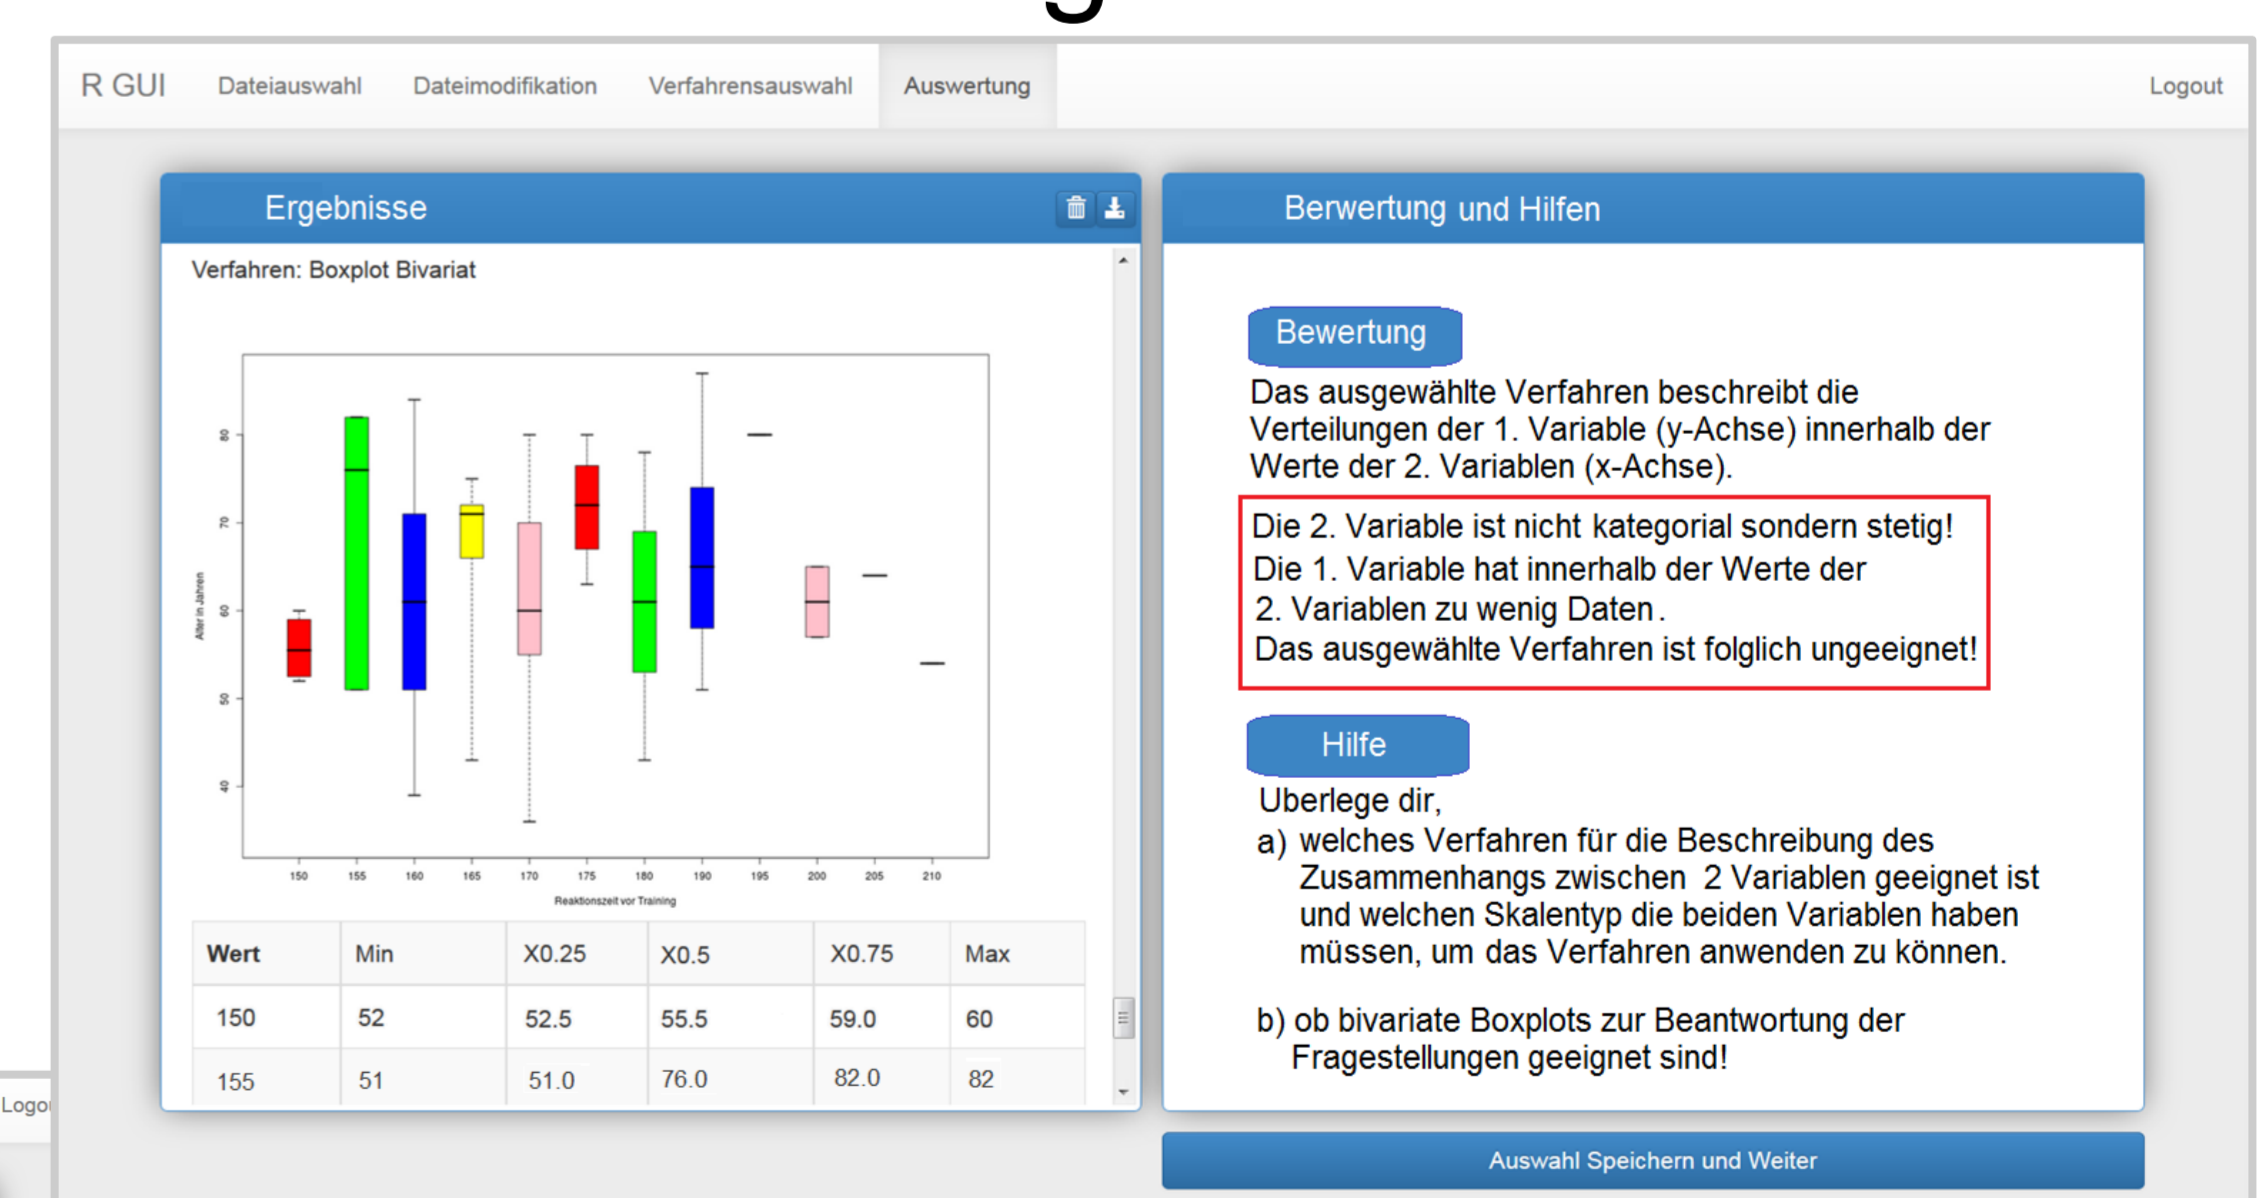 R GUI Dateiauswahl Dateimodifikation Verfahrensauswahl Auswertung Logout
Ergebnisse
Verfahren: Boxplot Bivariat
80
70
60
50
40
Alter in Jahren
150 155 160 165 170 175 180 190 195 200 205 210
Reaktionszeit vor Training
Wert Min X0.25 X0.5 X0.75 Max
150 52 52.5 55.5 59.0 60
155 51 51.0 76.0 82.0 82
Berwertung und Hilfen
Bewertung
Das ausgewählte Verfahren beschreibt die
Verteilungen der 1. Variable (y-Achse) innerhalb der
Werte der 2. Variablen (x-Achse).
Die 2. Variable ist nicht kategorial sondern stetig!
Die 1. Variable hat innerhalb der Werte der
2. Variablen zu wenig Daten.
Das ausgewählte Verfahren ist folglich ungeeignet!
Hilfe
Uberlege dir,
a) welches Verfahren für die Beschreibung des
Zusammenhangs zwischen 2 Variablen geeignet ist
und welchen Skalentyp die beiden Variablen haben
müssen, um das Verfahren anwenden zu können.
b) ob bivariate Boxplots zur Beantwortung der
Fragestellungen geeignet sind!
Auswahl Speichern und Weiter